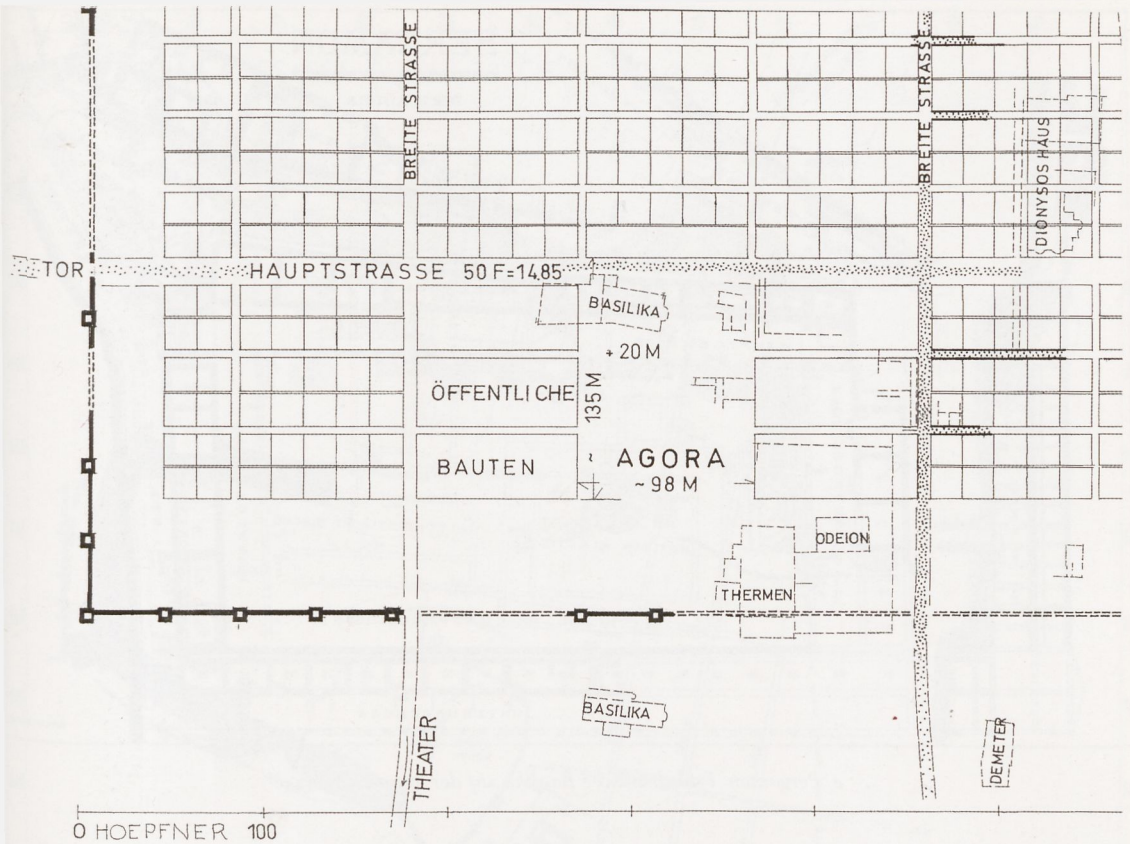 BREITE STRASSE
BREITE STRASSE
DIONYSOS HAUS
TOR
HAUPTSTRASSE 50 F=14.85
BASILIKA
+ 20 M
ÖFFENTLICHE
135 M
~
BAUTEN
AGORA
~ 98 M
ODEION
THERMEN
BASILIKA
THEATER
DEMETER
0 HOEPFNER 100